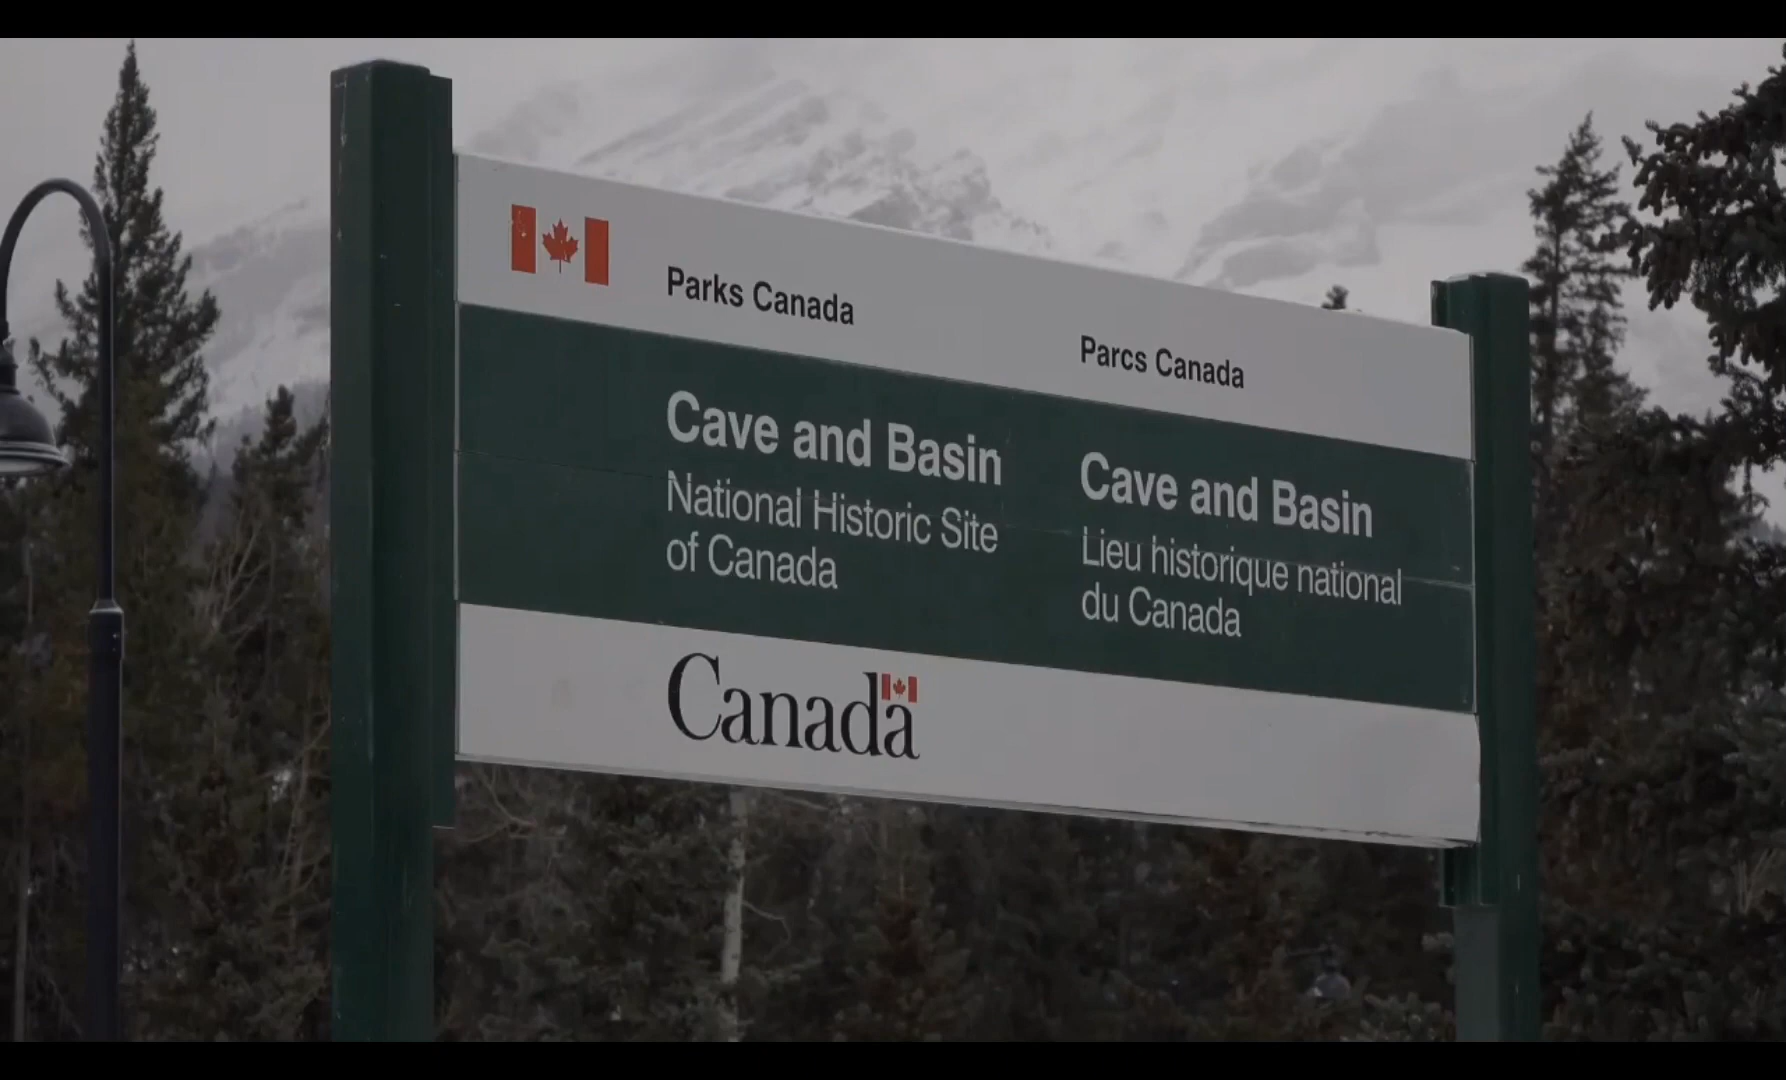 Parks Canada
Parcs Canada
Cave and Basin
National Historic Site
of Canada
Cave and Basin
Lieu historique national
du Canada
Canada